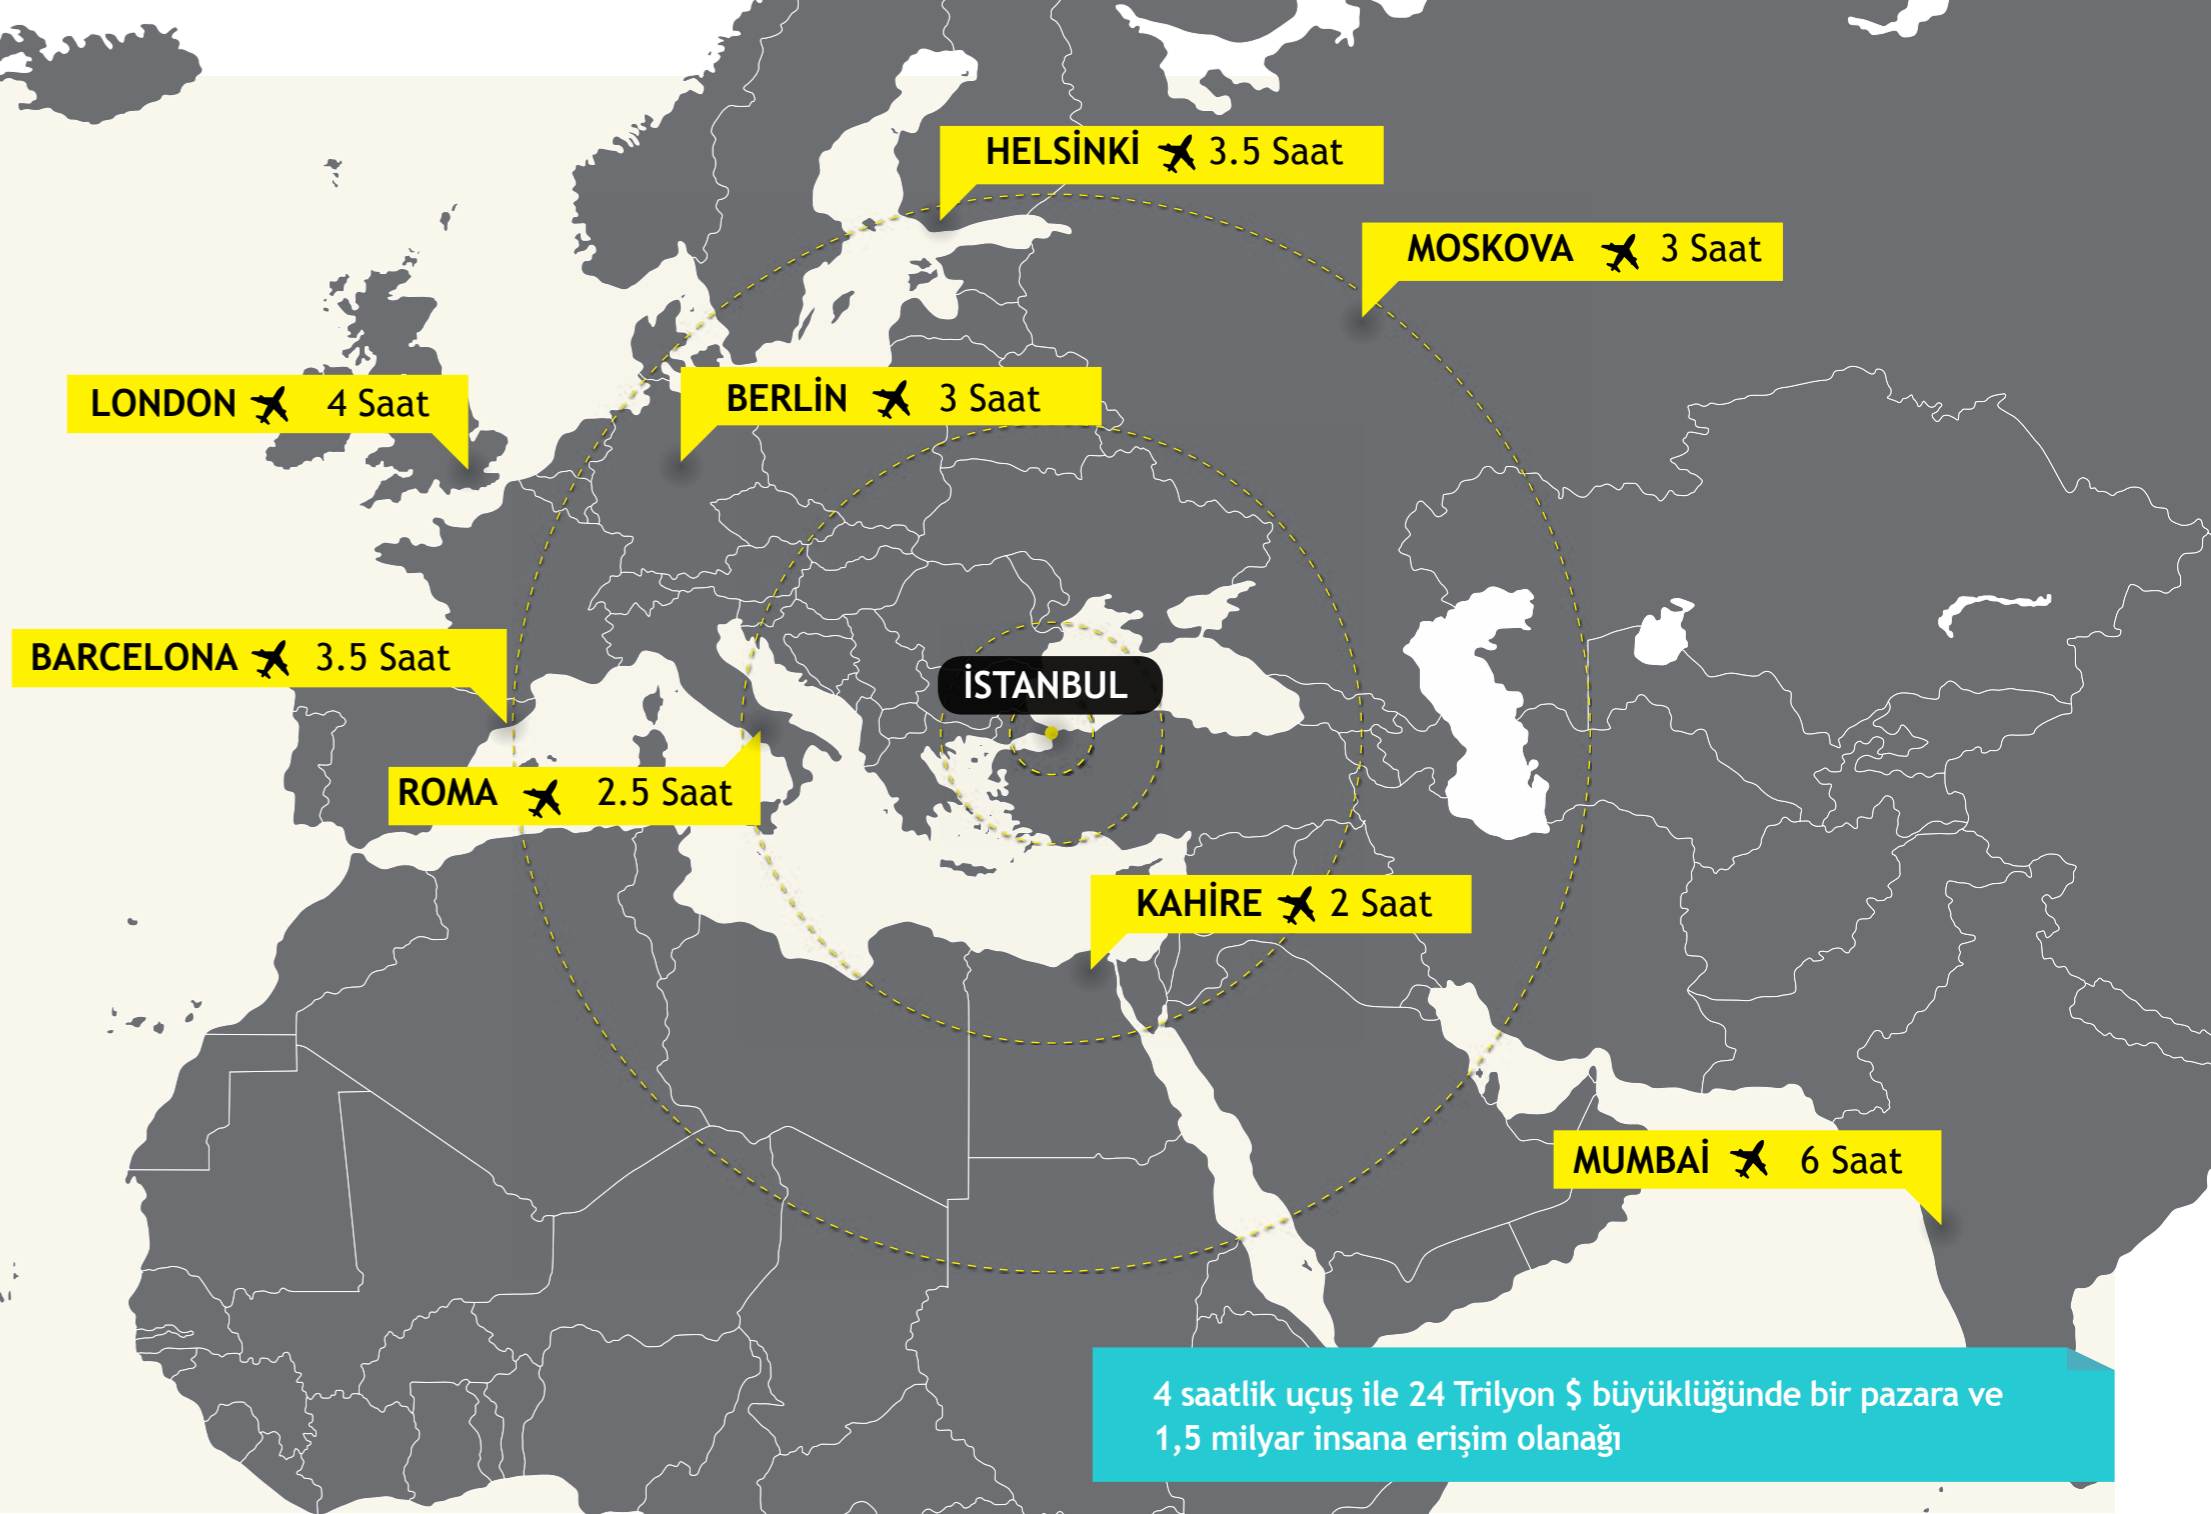 HELSİNKİ 3.5 Saat
MOSKOVA 3 Saat
LONDON 4 Saat
BERLİN 3 Saat
BARCELONA 3.5 Saat
İSTANBUL
ROMA 2.5 Saat
KAHİRE 2 Saat
MUMBAİ 6 Saat
4 saatlik uçuş ile 24 Trilyon $ büyüklüğünde bir pazara ve
1,5 milyar insana erişim olanağı